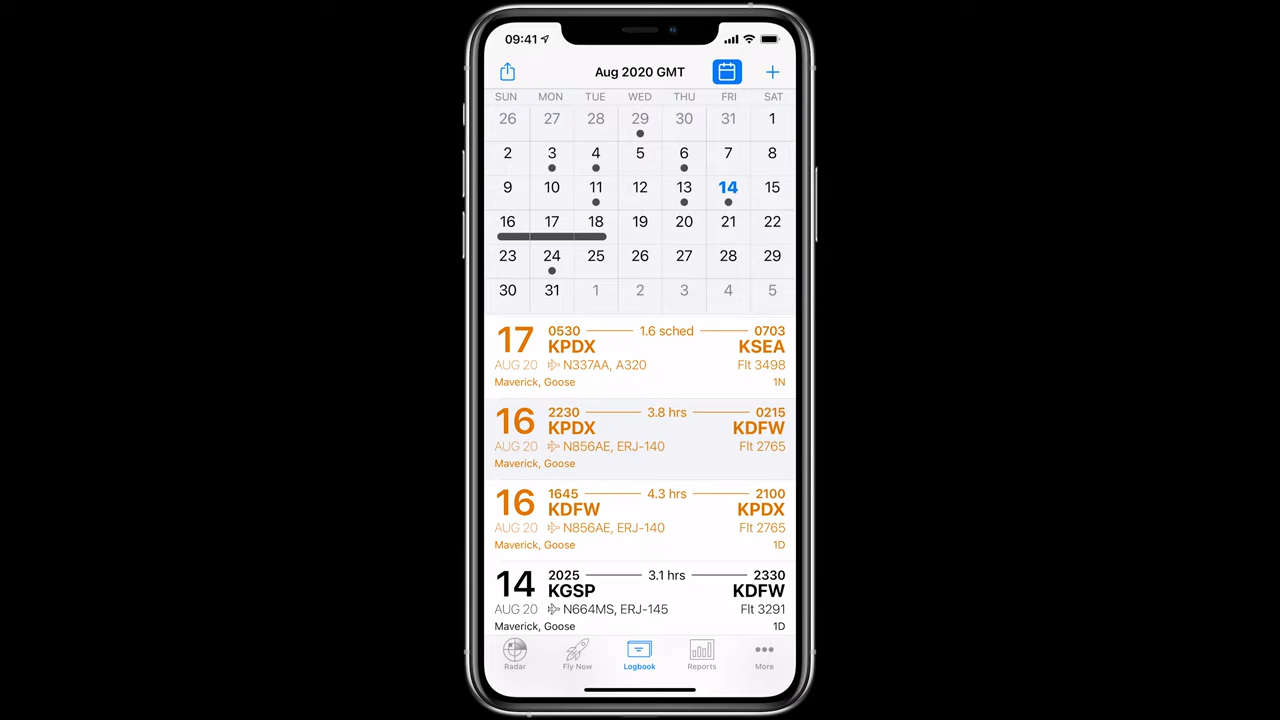 09:41
Aug 2020 GMT
SUN MON TUE WED THU FRI SAT
26 27 28 29 30 31 1
2 3 4 5 6 7 8
9 10 11 12 13 14 15
16 17 18 19 20 21 22
23 24 25 26 27 28 29
30 31 1 2 3 4 5
17 0530 1.6 sched 0703
KPDX KSEA
AUG 20 N337AA, A320 Flt 3498
Maverick, Goose 1N
16 2230 3.8 hrs 0215
KPDX KDFW
AUG 20 N856AE, ERJ-140 Flt 2765
Maverick, Goose
16 1645 4.3 hrs 2100
KDFW KPDX
AUG 20 N856AE, ERJ-140 Flt 2765
Maverick, Goose 1D
14 2025 3.1 hrs 2330
KGSP KDFW
AUG 20 N664MS, ERJ-145 Flt 3291
Maverick, Goose 1D
Radar Fly Now Logbook Reports More